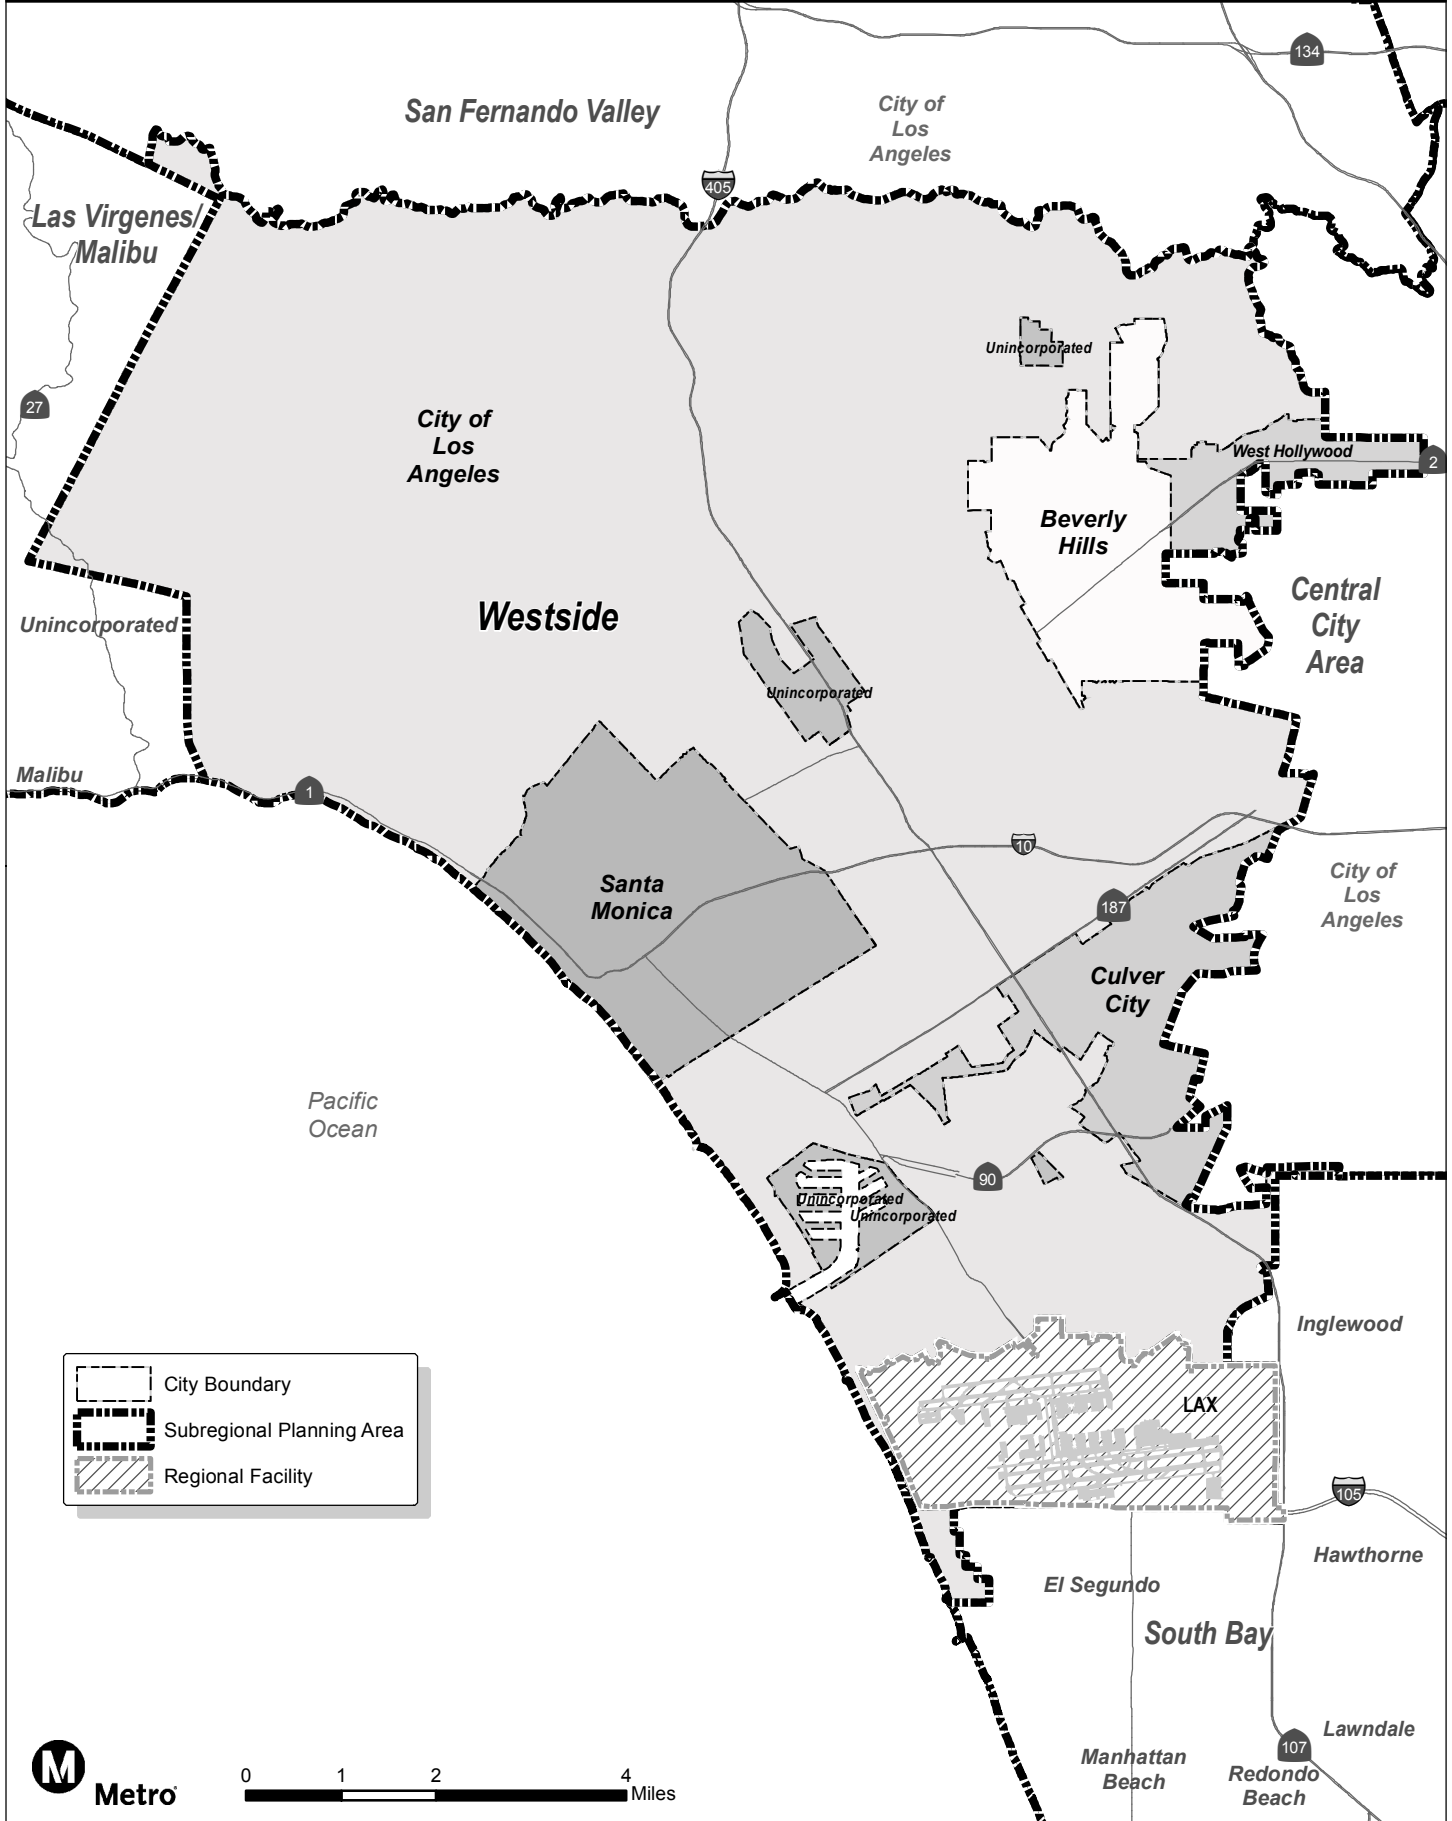 134
San Fernando Valley
City of
Los
Angeles
405
Las Virgenes/
Malibu
Unincorporated
27
City of
Los
Angeles
West Hollywood
2
Beverly
Hills
Central
City
Area
Westside
Unincorporated
Unincorporated
Malibu
1
10
City of
Los
Angeles
Santa
Monica
187
Culver
City
Pacific
Ocean
90
Unincorporated
Unincorporated
Inglewood
City Boundary
Subregional Planning Area
Regional Facility
LAX
105
Hawthorne
El Segundo
South Bay
Lawndale
107
Manhattan
Beach
Redondo
Beach
M
Metro
0 1 2 4
Miles